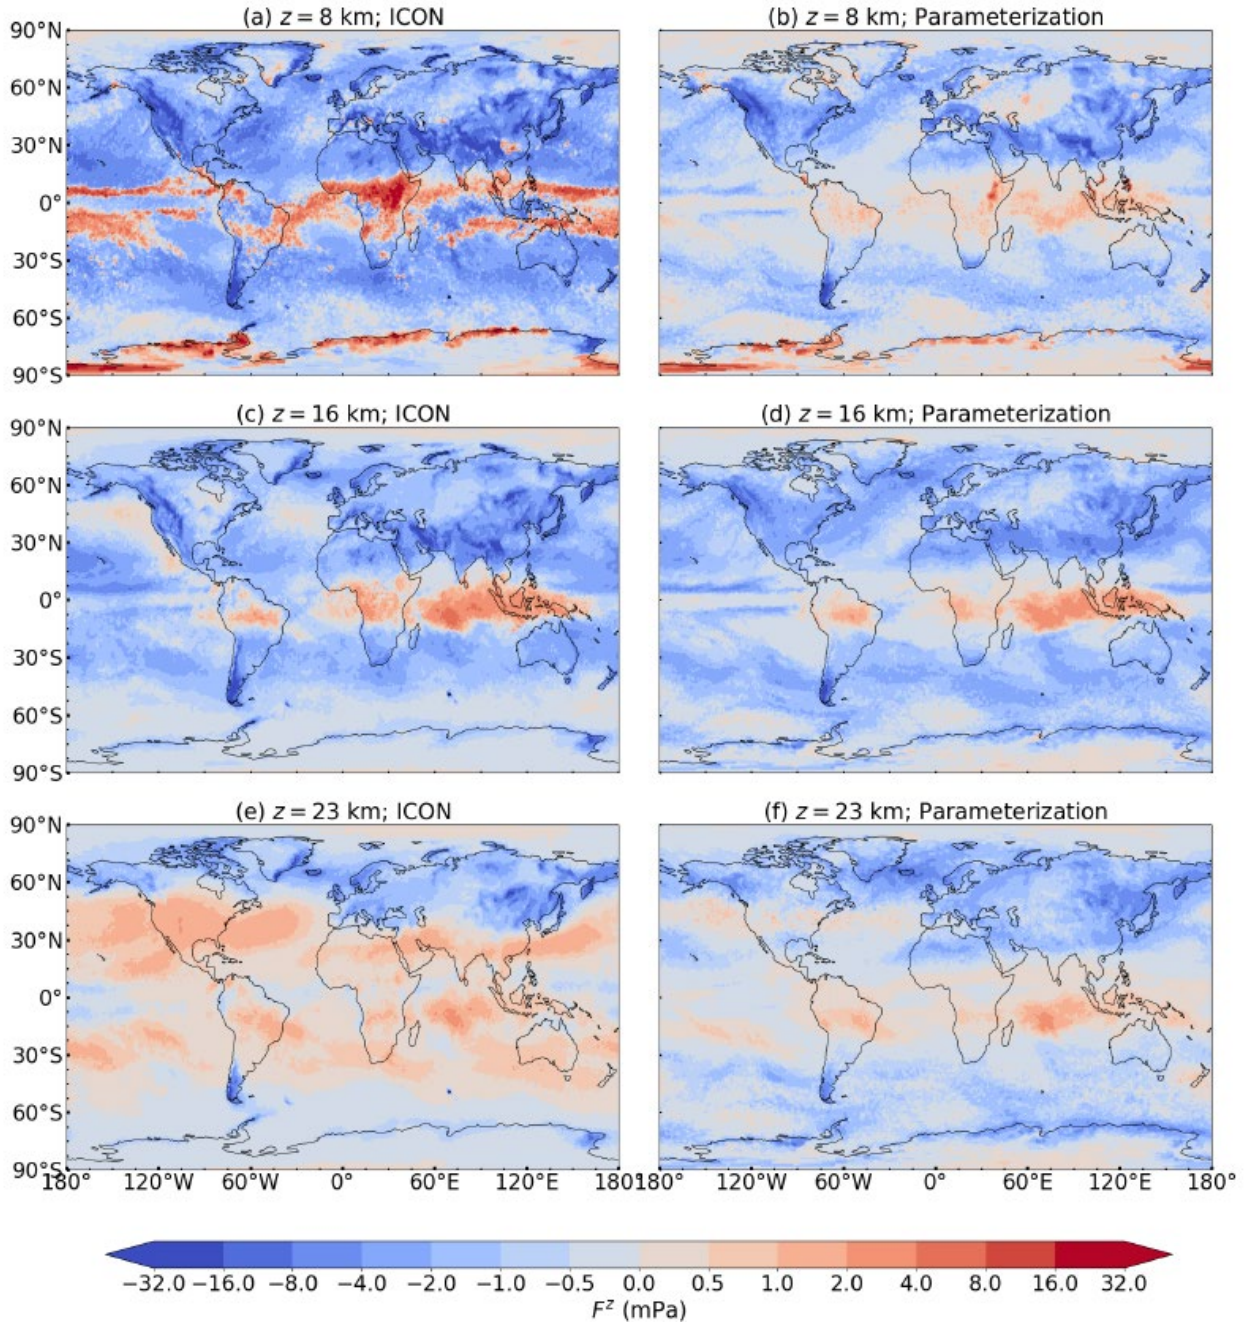 (a) z = 8 km; ICON
(b) z = 8 km; Parameterization
90°N
60°N
30°N
0°
30°S
60°S
90°S
(c) z = 16 km; ICON
(d) z = 16 km; Parameterization
90°N
60°N
30°N
0°
30°S
60°S
90°S
(e) z = 23 km; ICON
(f) z = 23 km; Parameterization
90°N
60°N
30°N
0°
30°S
60°S
90°S
180° 120°W 60°W 0° 60°E 120°E 180° 180° 120°W 60°W 0° 60°E 120°E 180°
−32.0 −16.0 −8.0 −4.0 −2.0 −1.0 −0.5 0.0 0.5 1.0 2.0 4.0 8.0 16.0 32.0
F^z (mPa)